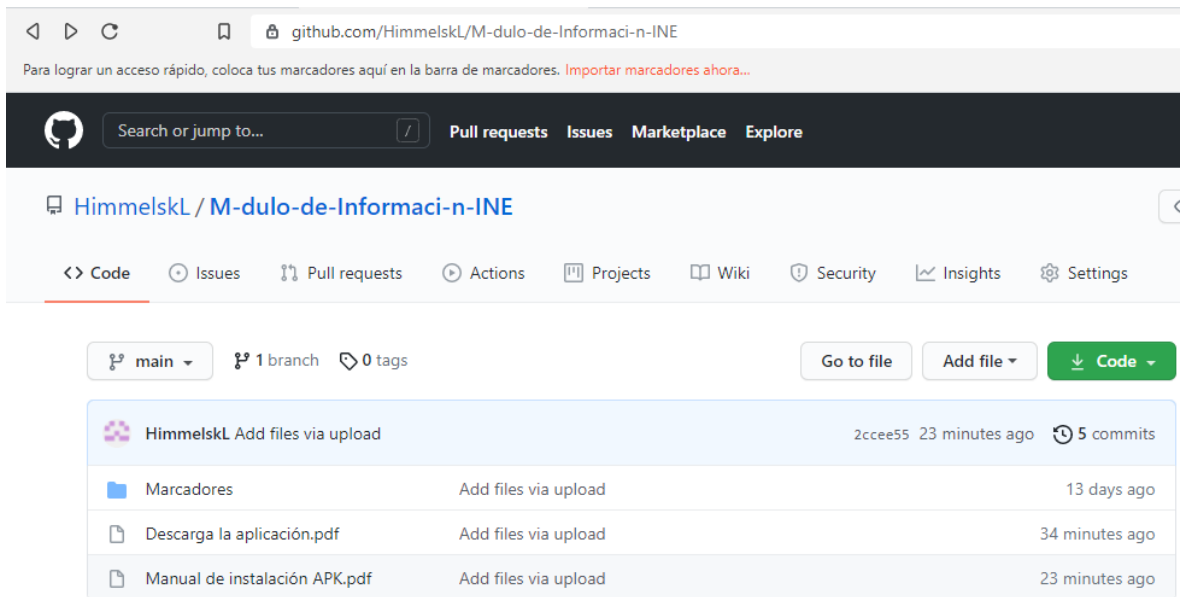 github.com/HimmelskL/M-dulo-de-Informaci-n-INE
Para lograr un acceso rápido, coloca tus marcadores aquí en la barra de marcadores. Importar marcadores ahora...
Search or jump to... / Pull requests Issues Marketplace Explore
HimmelskL / M-dulo-de-Informaci-n-INE
<> Code Issues Pull requests Actions Projects Wiki Security Insights Settings
main 1 branch 0 tags Go to file Add file Code
HimmelskL Add files via upload 2ccee55 23 minutes ago 5 commits
Marcadores Add files via upload 13 days ago
Descarga la aplicación.pdf Add files via upload 34 minutes ago
Manual de instalación APK.pdf Add files via upload 23 minutes ago